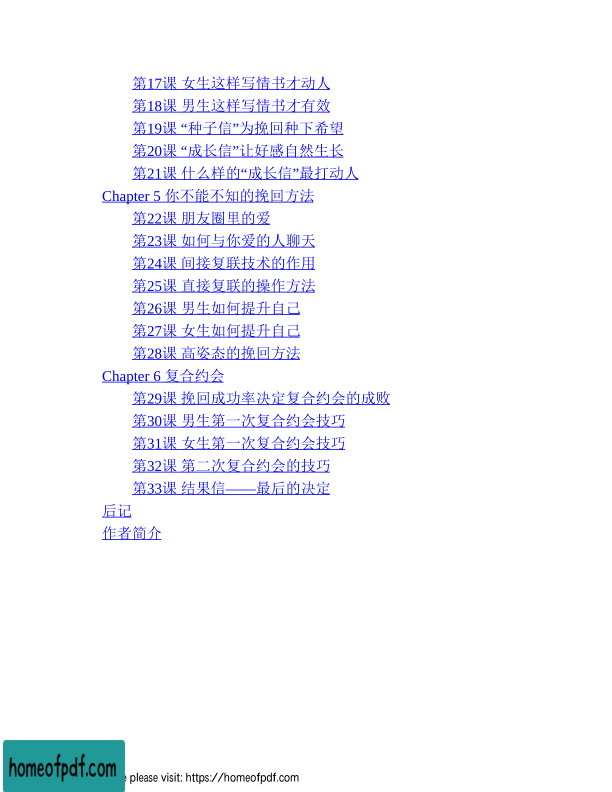 第17课 女生这样写情书才动人
第18课 男生这样写情书才有效
第19课 “种子信”为挽回种下希望
第20课 “成长信”让好感自然生长
第21课 什么样的“成长信”最打动人
Chapter 5 你不能不知的挽回方法
第22课 朋友圈里的爱
第23课 如何与你爱的人聊天
第24课 间接复联技术的作用
第25课 直接复联的操作方法
第26课 男生如何提升自己
第27课 女生如何提升自己
第28课 高姿态的挽回方法
Chapter 6 复合约会
第29课 挽回成功率决定复合约会的成败
第30课 男生第一次复合约会技巧
第31课 女生第一次复合约会技巧
第32课 第二次复合约会的技巧
第33课 结果信——最后的决定
后记
作者简介
homeofpdf.com
please visit: https://homeofpdf.com